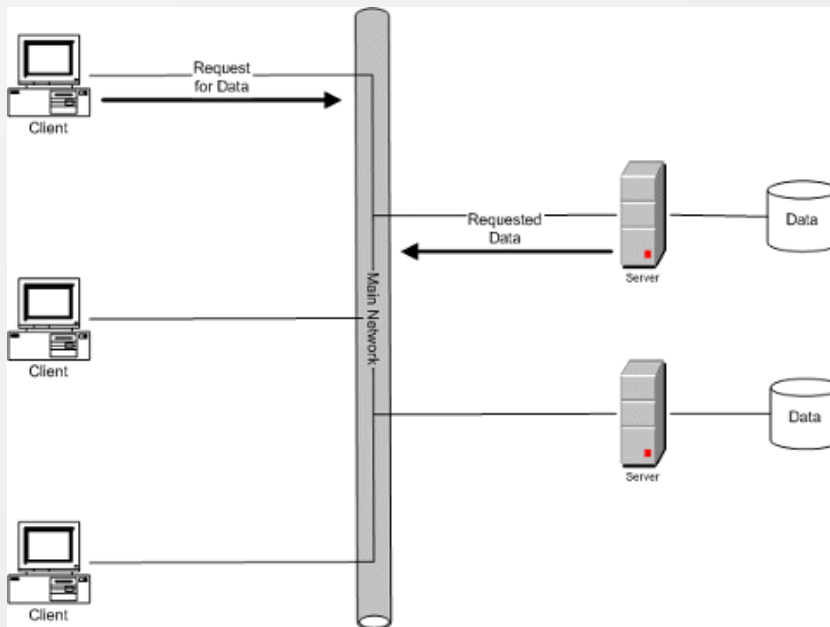 Request
for Data
Client
Requested
Data
Data
Server
Main Network
Client
Data
Server
Client